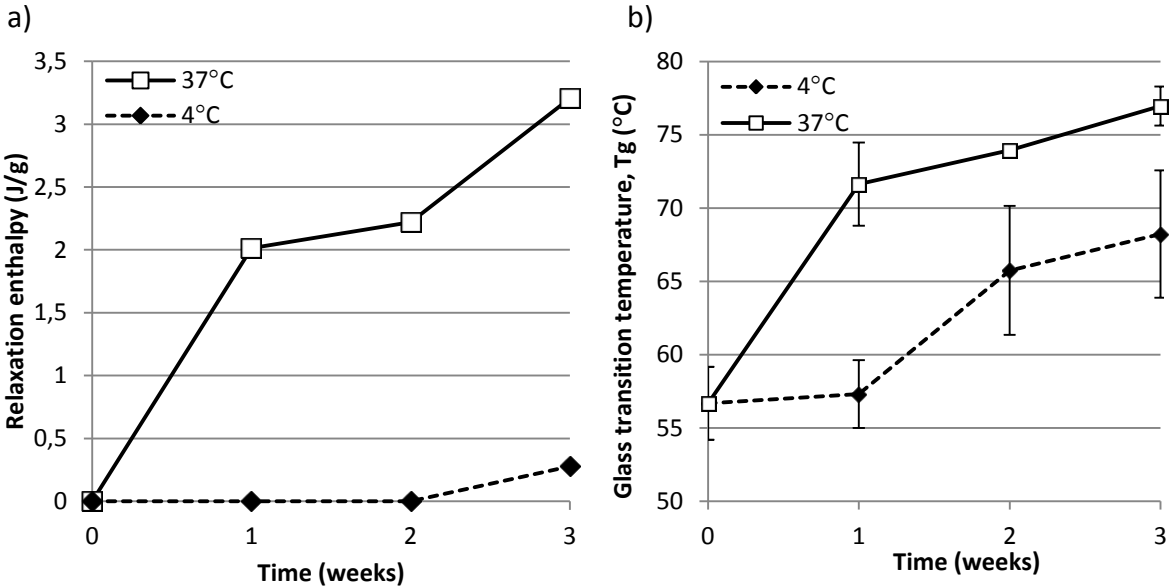 a)
Relaxation enthalpy (J/g)
3,5
3
2,5
2
1,5
1
0,5
0
37°C
4°C
0 1 2 3
Time (weeks)
b)
Glass transition temperature, Tg (°C)
80
75
70
65
60
55
50
4°C
37°C
0 1 2 3
Time (weeks)